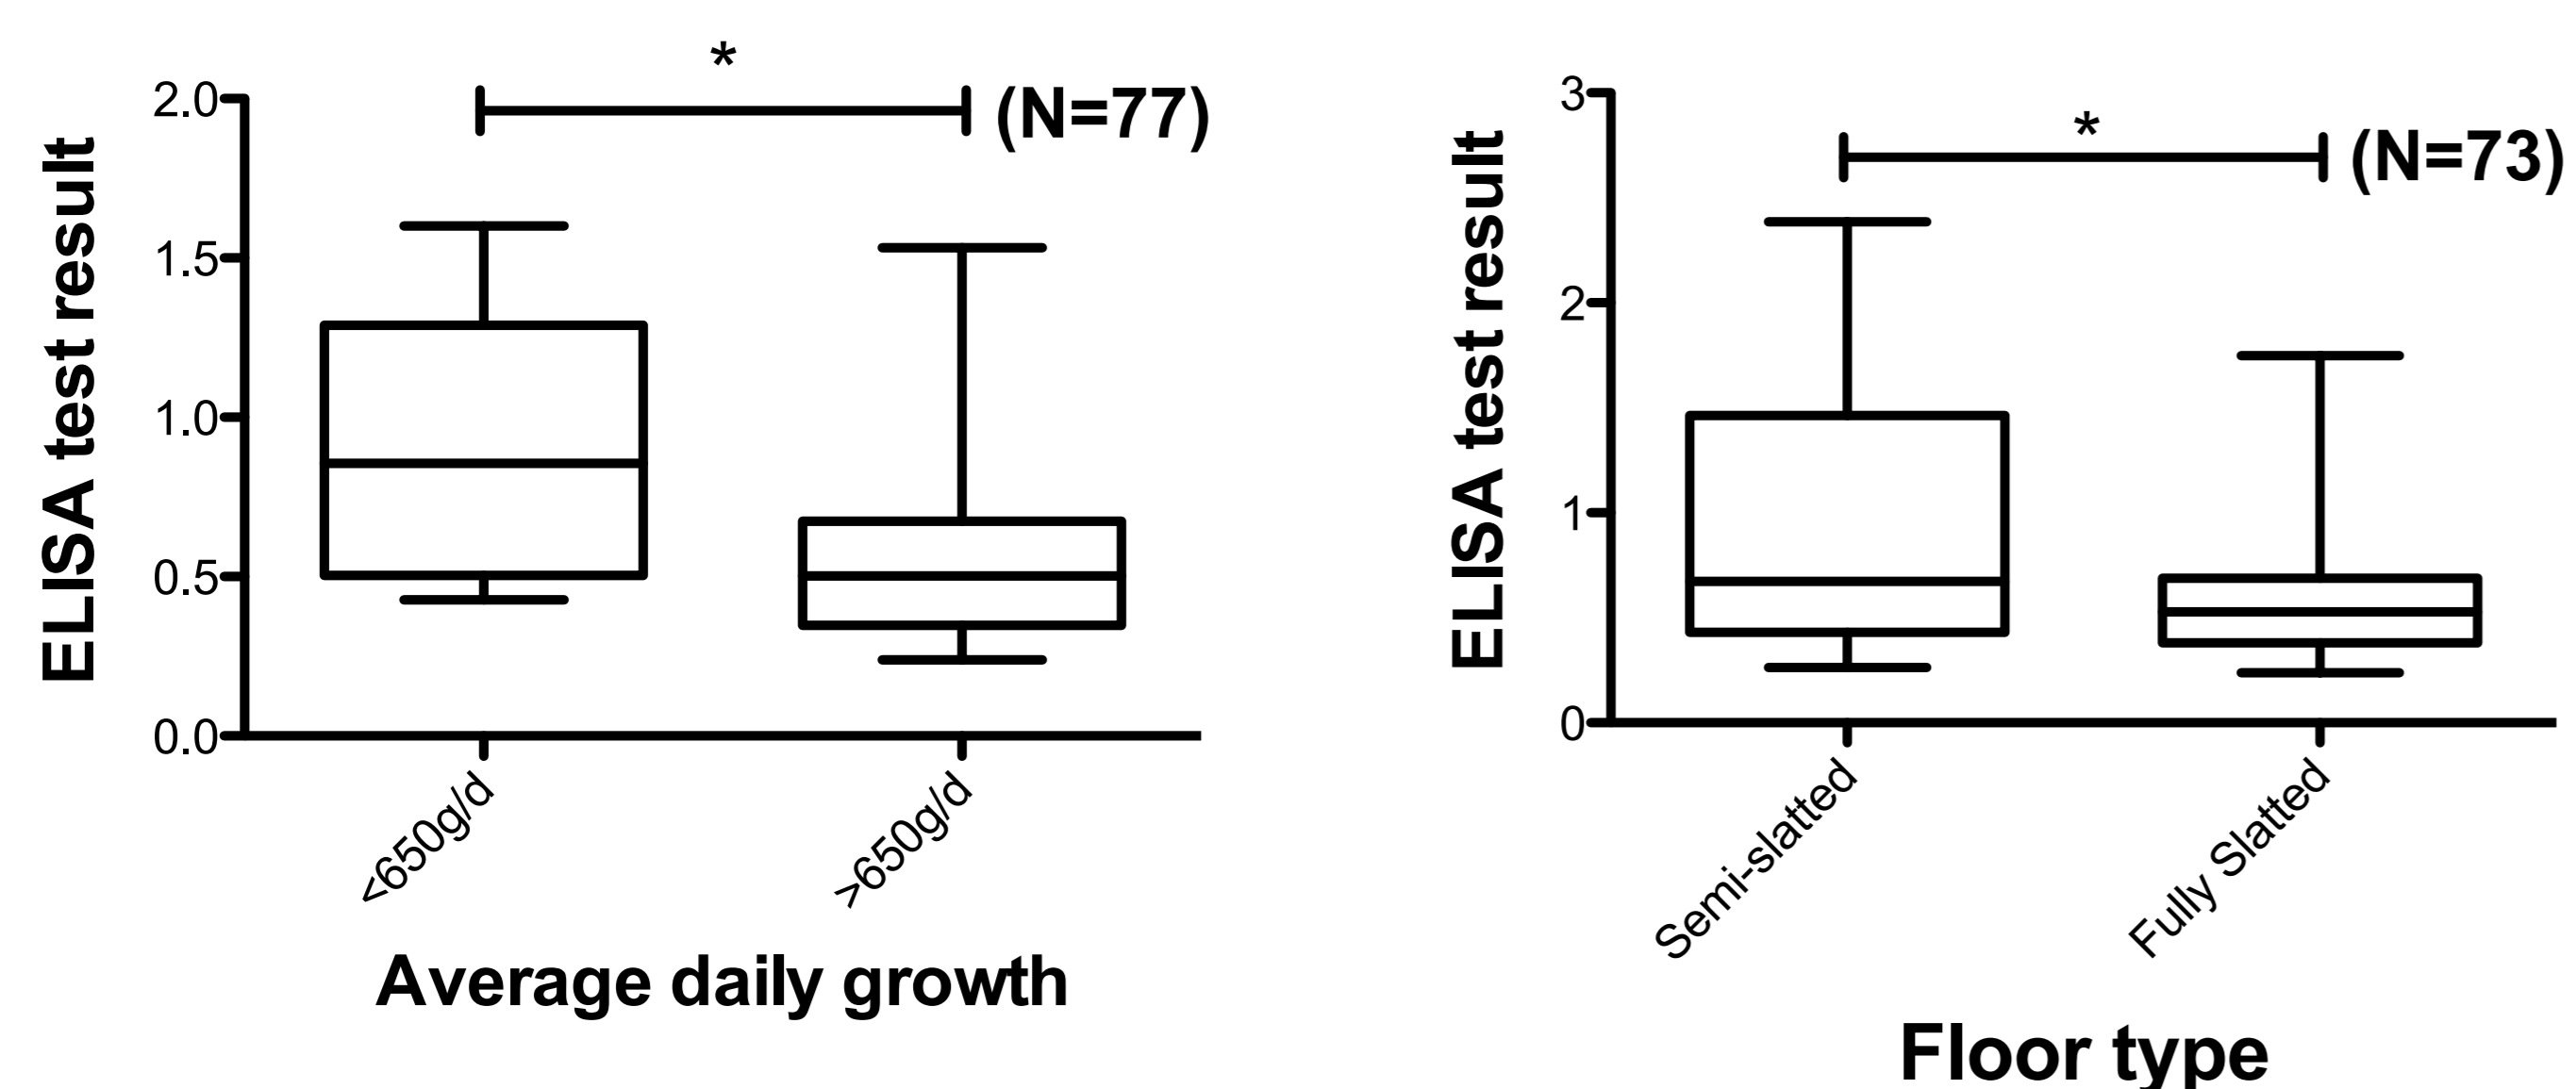 *
(N=77)
ELISA test result
2.0
1.5
1.0
0.5
0.0
<650g/d
>650g/d
Average daily growth
*
(N=73)
ELISA test result
3
2
1
0
Semi-slatted
Fully Slatted
Floor type